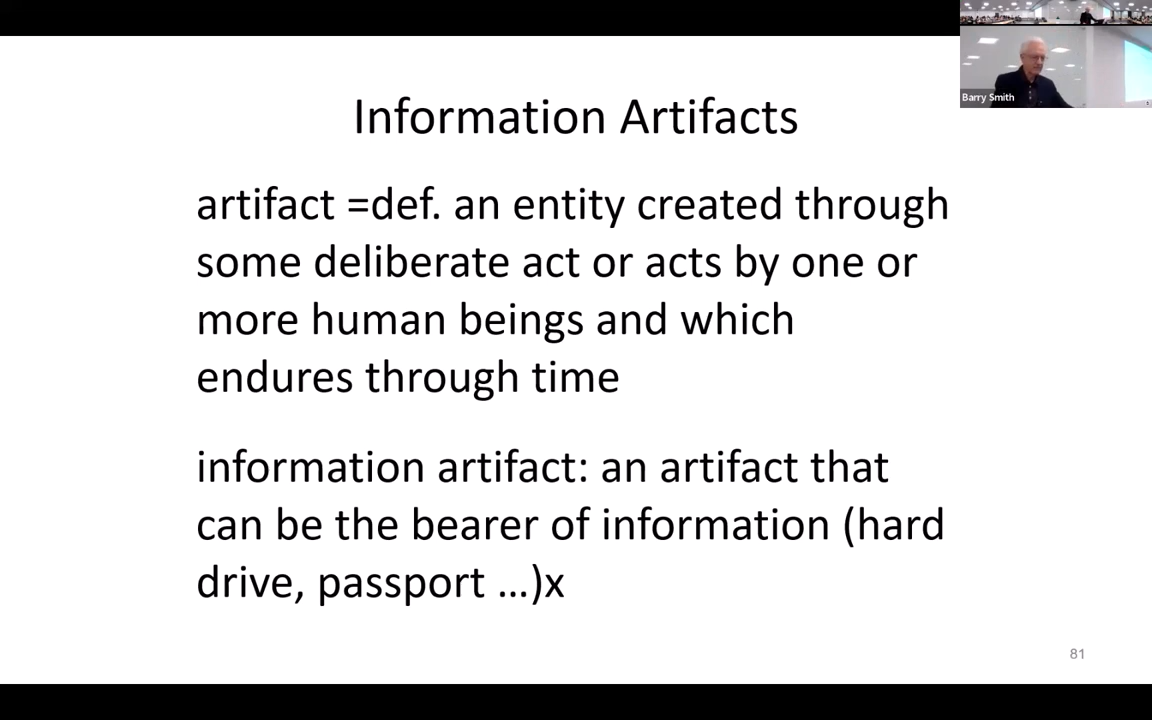 Barry Smith
Information Artifacts
artifact =def. an entity created through
some deliberate act or acts by one or
more human beings and which
endures through time
information artifact: an artifact that
can be the bearer of information (hard
drive, passport ...)x
81